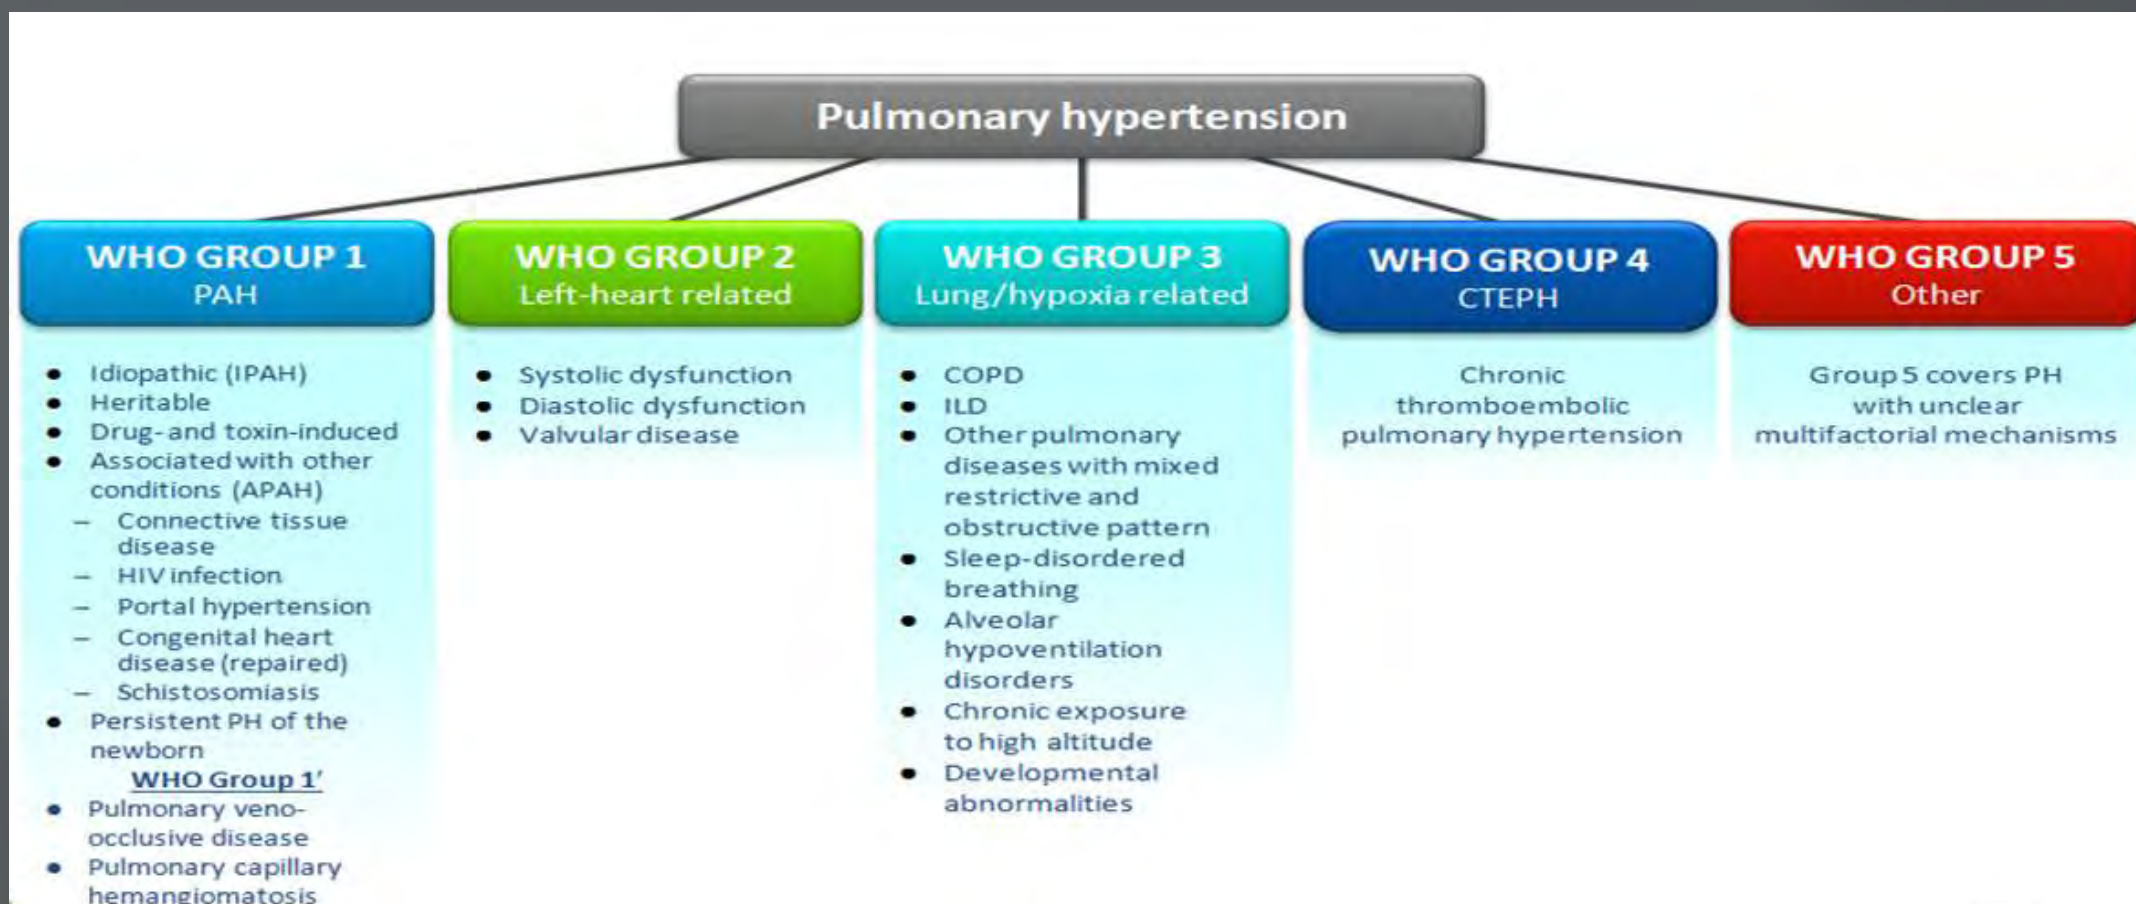 Pulmonary hypertension
WHO GROUP 1
PAH
● Idiopathic (IPAH)
● Heritable
● Drug- and toxin-induced
● Associated with other
conditions (APAH)
– Connective tissue
disease
– HIV infection
– Portal hypertension
– Congenital heart
disease (repaired)
– Schistosomiasis
● Persistent PH of the
newborn
WHO Group 1′
● Pulmonary veno-
occlusive disease
● Pulmonary capillary
hemangiomatosis
WHO GROUP 2
Left-heart related
● Systolic dysfunction
● Diastolic dysfunction
● Valvular disease
WHO GROUP 3
Lung/hypoxia related
● COPD
● ILD
● Other pulmonary
diseases with mixed
restrictive and
obstructive pattern
● Sleep-disordered
breathing
● Alveolar
hypoventilation
disorders
● Chronic exposure
to high altitude
● Developmental
abnormalities
WHO GROUP 4
CTEPH
Chronic
thromboembolic
pulmonary hypertension
WHO GROUP 5
Other
Group 5 covers PH
with unclear
multifactorial mechanisms